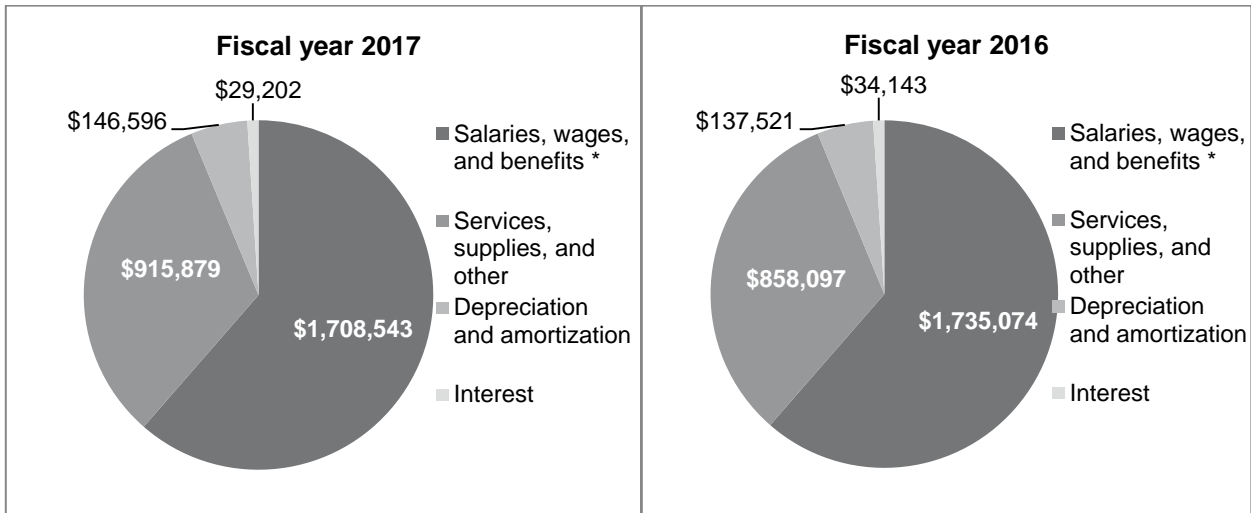 Fiscal year 2017
$29,202
$146,596
$915,879
$1,708,543
Salaries, wages,
and benefits *
Services,
supplies, and
other
Depreciation
and amortization
Interest
Fiscal year 2016
$34,143
$137,521
$858,097
$1,735,074
Salaries, wages,
and benefits *
Services,
supplies, and
other
Depreciation
and amortization
Interest